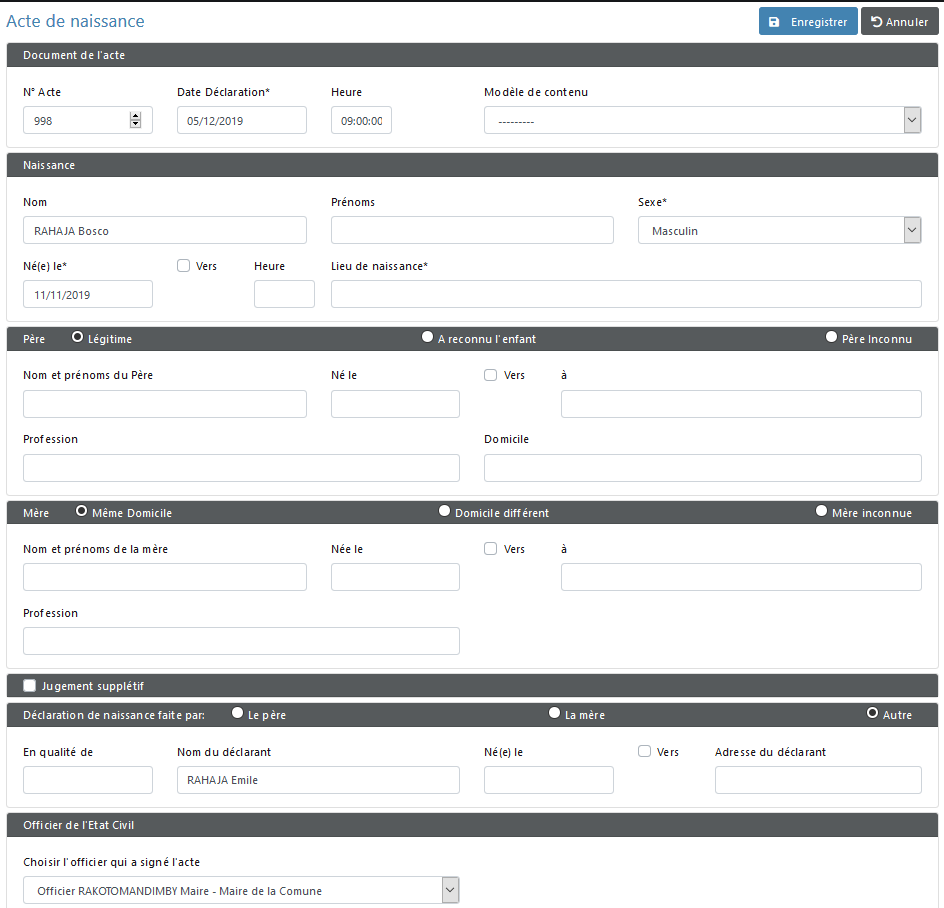 Acte de naissance Enregistrer Annuler
Document de l'acte
N° Acte Date Déclaration* Heure Modèle de contenu
998 05/12/2019 09:00:00 ---------
Naissance
Nom Prénoms Sexe*
RAHAJA Bosco Masculin
Né(e) le* Vers Heure Lieu de naissance*
11/11/2019
Père Légitime A reconnu l'enfant Père Inconnu
Nom et prénoms du Père Né le Vers à
Profession Domicile
Mère Même Domicile Domicile différent Mère inconnue
Nom et prénoms de la mère Née le Vers à
Profession
Jugement supplétif
Déclaration de naissance faite par: Le père La mère Autre
En qualité de Nom du déclarant Né(e) le Vers Adresse du déclarant
RAHAJA Emile
Officier de l'Etat Civil
Choisir l'officier qui a signé l'acte
Officier RAKOTOMANDIMBY Maire - Maire de la Comune